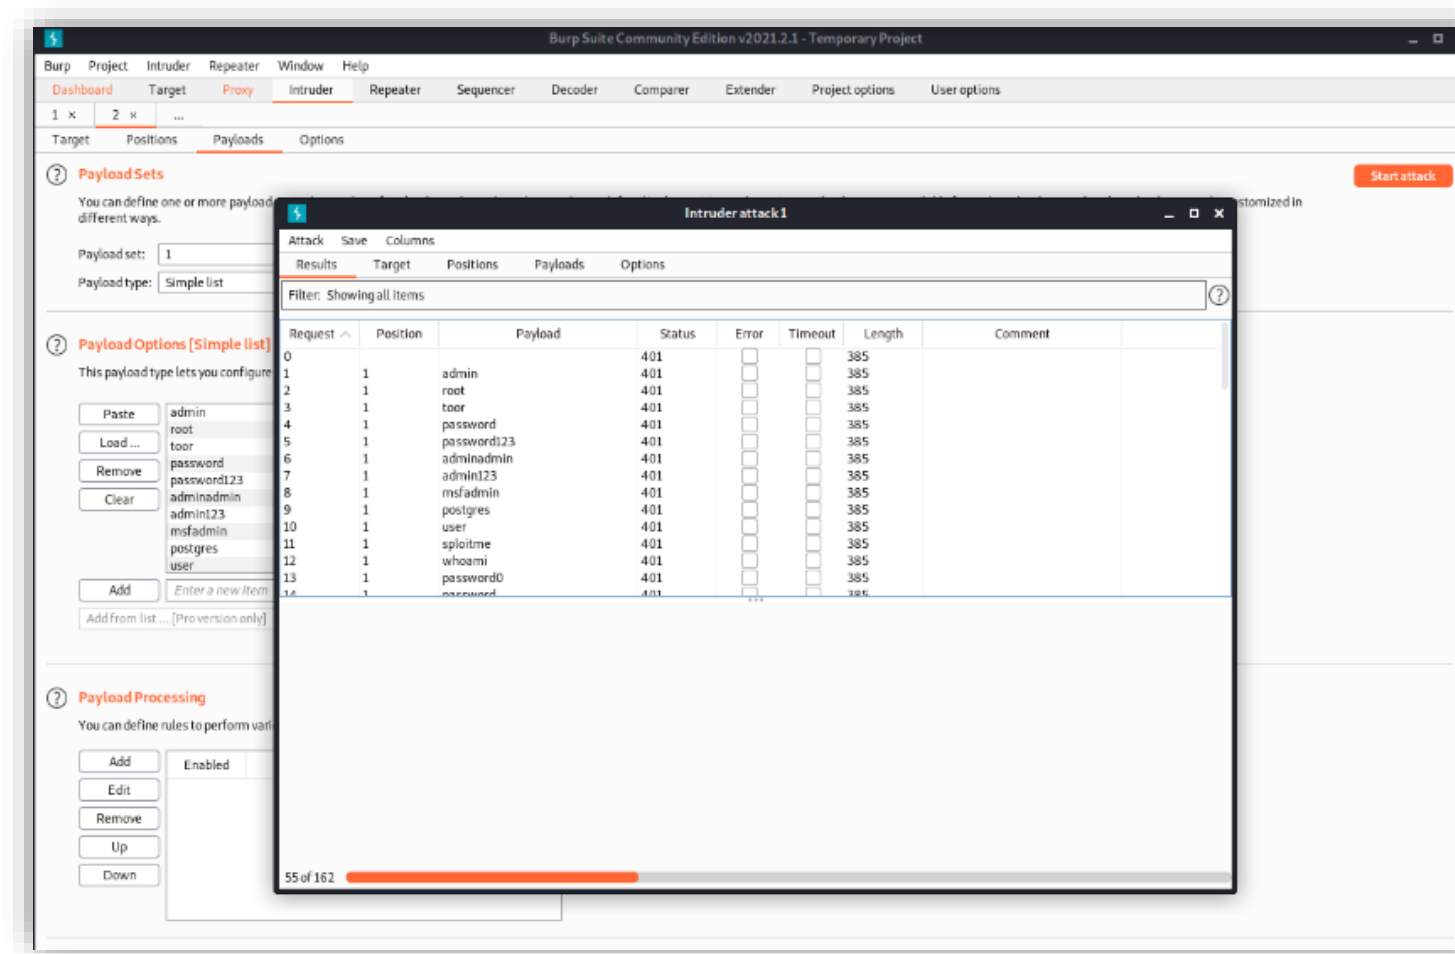 Burp Suite Community Edition v2021.2.1 - Temporary Project
Burp Project Intruder Repeater Window Help
Dashboard Target Proxy Intruder Repeater Sequencer Decoder Comparer Extender Project options User options
1 × 2 × ...
Target Positions Payloads Options
? Payload Sets
Start attack
You can define one or more payload
stomized in
different ways.
Payload set: 1
Payload type: Simple list
? Payload Options [Simple list]
This payload type lets you configure
Paste
Load ...
Remove
Clear
admin
root
toor
password
password123
adminadmin
admin123
msfadmin
postgres
user
Add Enter a new item
Add from list ... [Pro version only]
? Payload Processing
You can define rules to perform vari
Add
Edit
Remove
Up
Down
Enabled
Intruder attack 1
Attack Save Columns
Results Target Positions Payloads Options
Filter: Showing all items
?
Request Position Payload Status Error Timeout Length Comment
0 401 385
1 1 admin 401 385
2 1 root 401 385
3 1 toor 401 385
4 1 password 401 385
5 1 password123 401 385
6 1 adminadmin 401 385
7 1 admin123 401 385
8 1 msfadmin 401 385
9 1 postgres 401 385
10 1 user 401 385
11 1 sploitme 401 385
12 1 whoami 401 385
13 1 password0 401 385
14 1 password 401 385
55 of 162